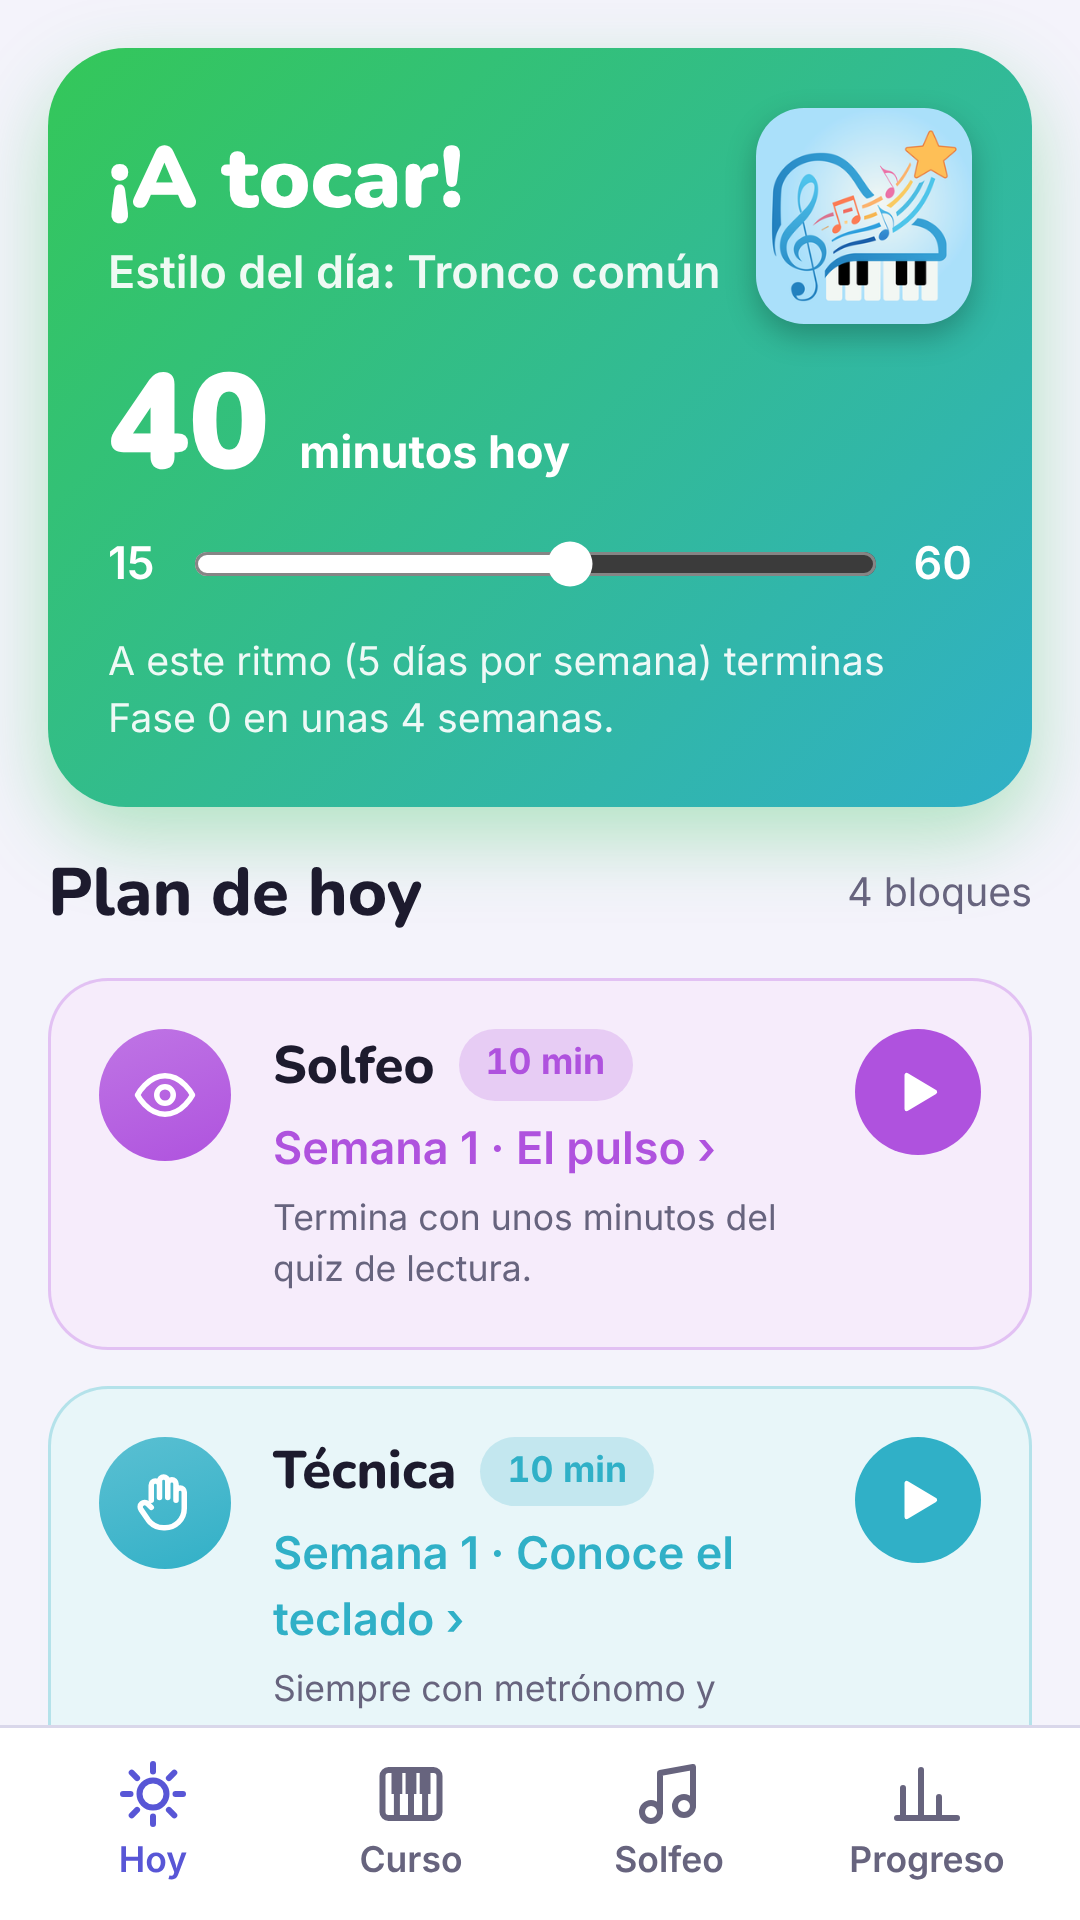 ¡A tocar!
Estilo del día: Tronco común
40 minutos hoy
15 60
A este ritmo (5 días por semana) terminas
Fase 0 en unas 4 semanas.
Plan de hoy 4 bloques
Solfeo 10 min
Semana 1 · El pulso ›
Termina con unos minutos del
quiz de lectura.
Técnica 10 min
Semana 1 · Conoce el
teclado ›
Siempre con metrónomo y
Hoy Curso Solfeo Progreso